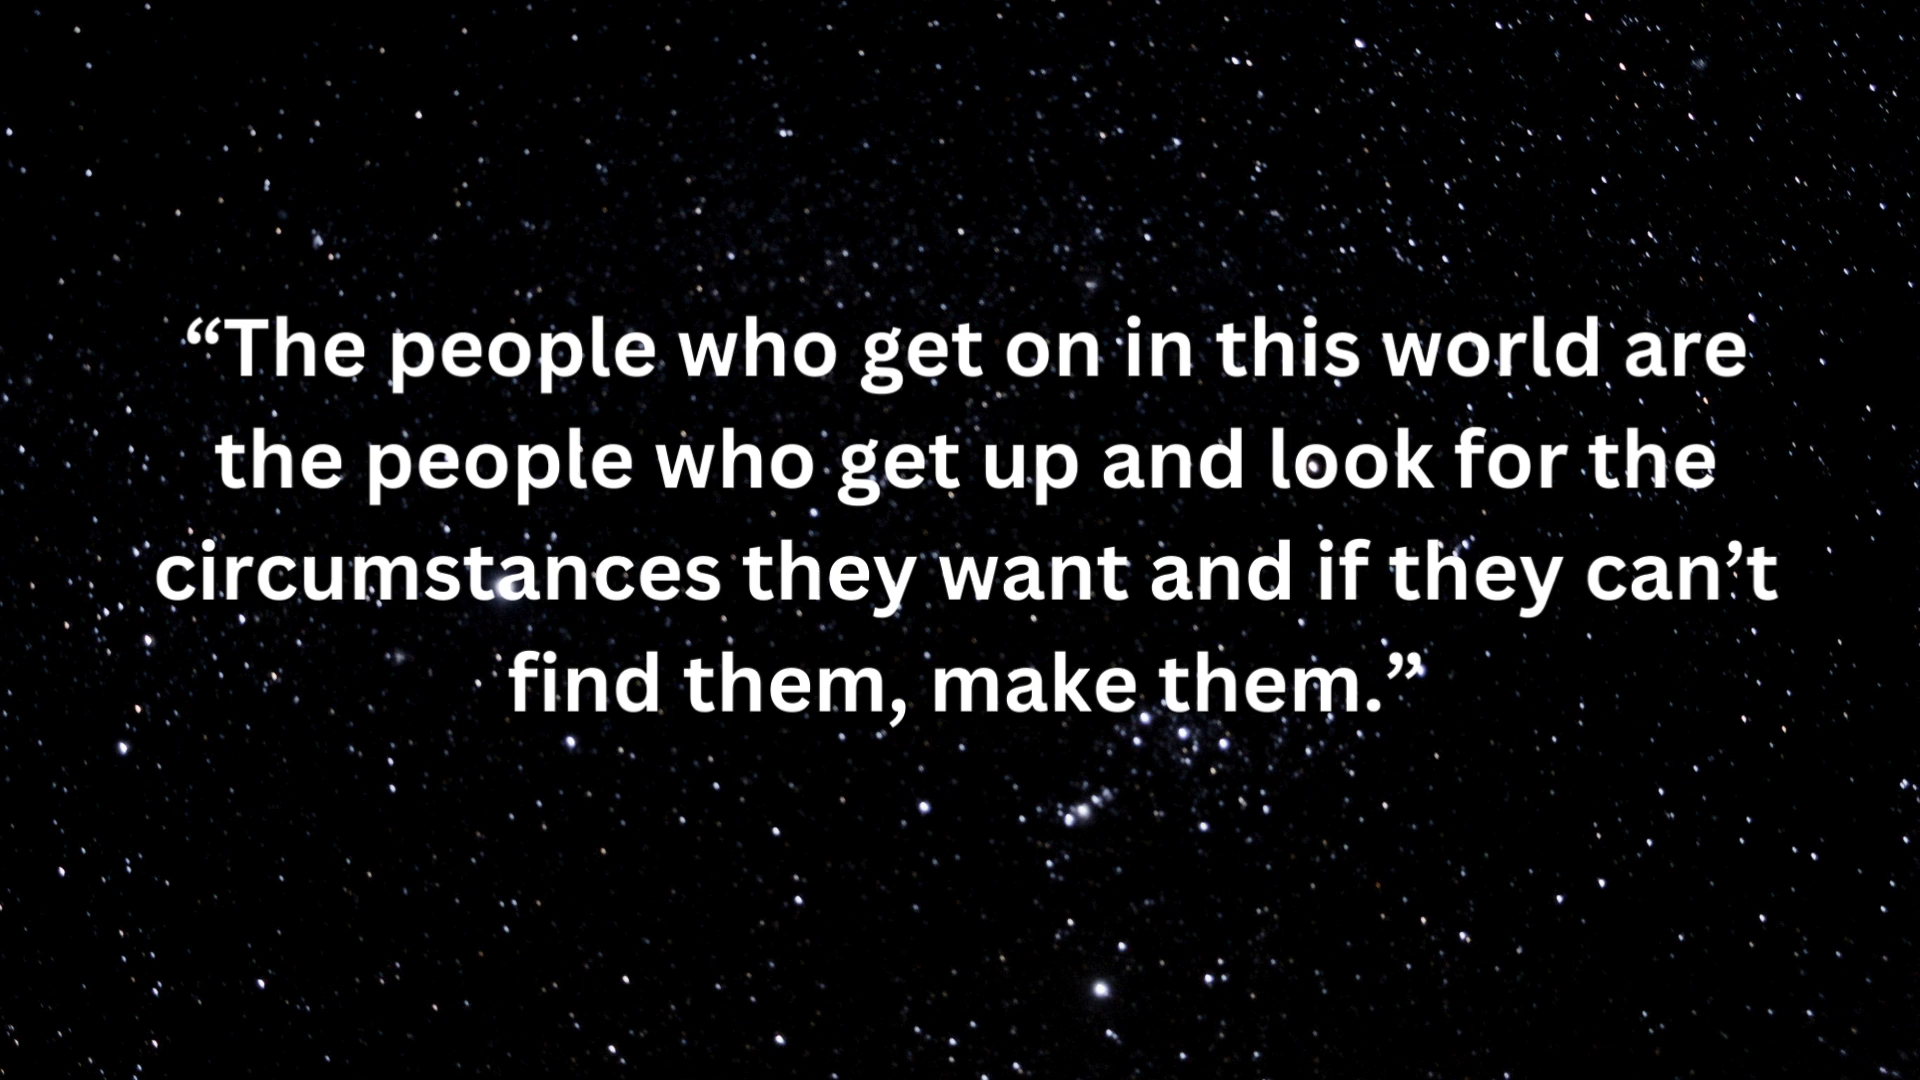 “The people who get on in this world are
the people who get up and look for the
circumstances they want and if they can’t
find them, make them.”